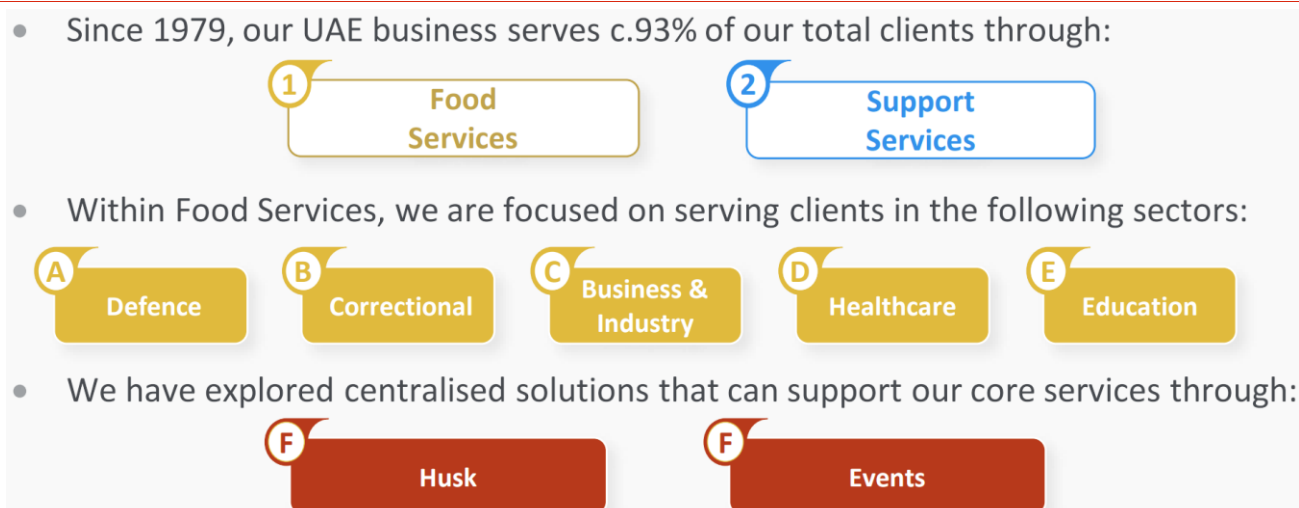 Since 1979, our UAE business serves c.93% of our total clients through:
1
Food
Services
2
Support
Services
Within Food Services, we are focused on serving clients in the following sectors:
A
Defence
B
Correctional
C
Business &
Industry
D
Healthcare
E
Education
We have explored centralised solutions that can support our core services through:
F
Husk
F
Events